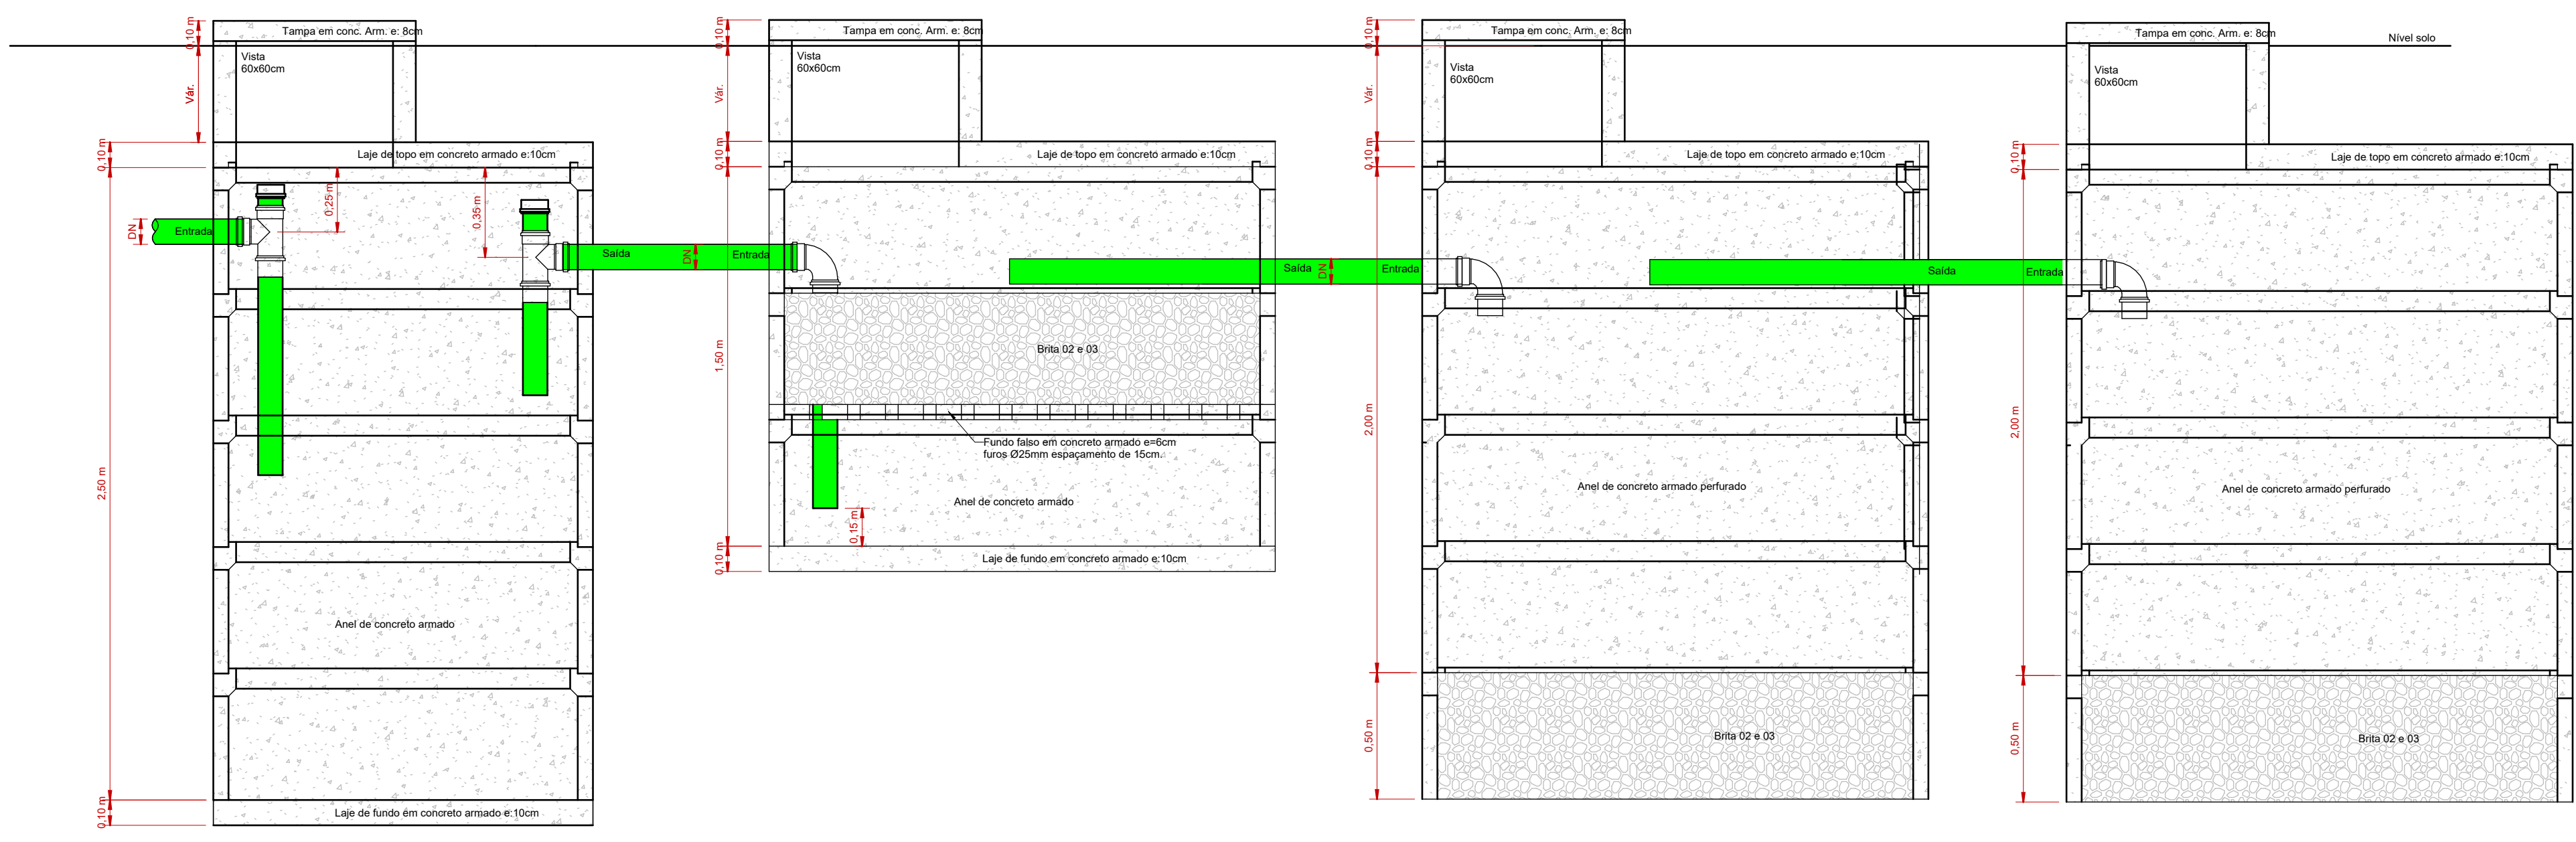 Tampa em conc. Arm. e: 8cm
Vista
60x60cm
0,10 m
Vár.
0,10 m
Laje de topo em concreto armado e:10cm
0,25 m
0,35 m
DN
Entrada
2,50 m
Anel de concreto armado
Laje de fundo em concreto armado e:10cm
0,10 m
Saída
DN
Entrada
Tampa em conc. Arm. e: 8cm
Vista
60x60cm
0,10 m
Vár.
0,10 m
Laje de topo em concreto armado e:10cm
1,50 m
Brita 02 e 03
Fundo falso em concreto armado e=6cm
furos Ø25mm espaçamento de 15cm.
Anel de concreto armado
0,15 m
Laje de fundo em concreto armado e:10cm
0,10 m
Saída
DN
Entrada
Tampa em conc. Arm. e: 8cm
Vista
60x60cm
0,10 m
Vár.
0,10 m
Laje de topo em concreto armado e:10cm
2,00 m
Anel de concreto armado perfurado
Brita 02 e 03
0,50 m
Saída
Entrada
Tampa em conc. Arm. e: 8cm
Nível solo
Vista
60x60cm
0,10 m
Laje de topo em concreto armado e:10cm
2,00 m
Anel de concreto armado perfurado
Brita 02 e 03
0,50 m